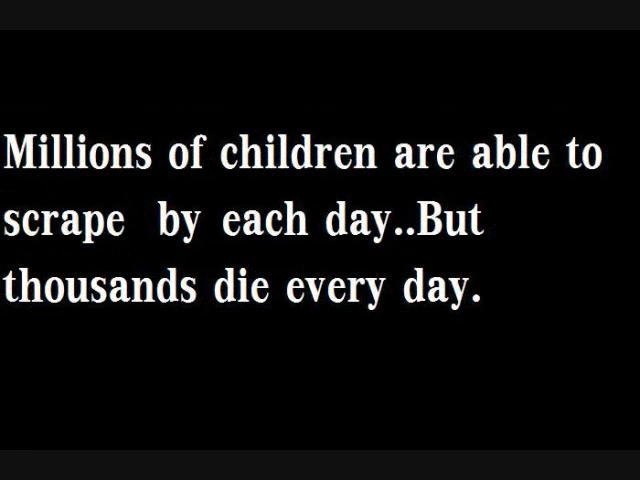 Millions of children are able to
scrape  by each day..But
thousands die every day.